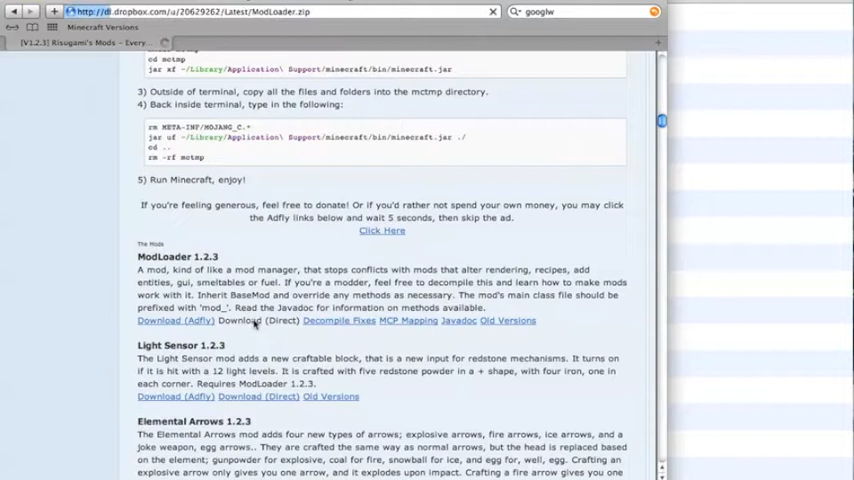 http://dl.dropbox.com/u/20629262/Latest/ModLoader.zip
googlw
Minecraft Versions
[V1.2.3] Risugami's Mods – Every...
cd mctmp
jar xf ~/Library/Application\ Support/minecraft/bin/minecraft.jar
3) Outside of terminal, copy all the files and folders into the mctmp directory.
4) Back inside terminal, type in the following:
rm META-INF/MOJANG_C.*
jar uf ~/Library/Application\ Support/minecraft/bin/minecraft.jar ./
cd ..
rm -rf mctmp
5) Run Minecraft, enjoy!
If you're feeling generous, feel free to donate! Or if you'd rather not spend your own money, you may click
the Adfly links below and wait 5 seconds, then skip the ad.
Click Here
The Mods
ModLoader 1.2.3
A mod, kind of like a mod manager, that stops conflicts with mods that alter rendering, recipes, add
entities, gui, smeltables or fuel. If you're a modder, feel free to decompile this and learn how to make mods
work with it. Inherit BaseMod and override any methods as necessary. The mod's main class file should be
prefixed with 'mod_'. Read the Javadoc for information on methods available.
Download (Adfly) Download (Direct) Decompile Fixes MCP Mapping Javadoc Old Versions
Light Sensor 1.2.3
The Light Sensor mod adds a new craftable block, that is a new input for redstone mechanisms. It turns on
if it is hit with a 12 light levels. It is crafted with five redstone powder in a + shape, with four iron, one in
each corner. Requires ModLoader 1.2.3.
Download (Adfly) Download (Direct) Old Versions
Elemental Arrows 1.2.3
The Elemental Arrows mod adds four new types of arrows; explosive arrows, fire arrows, ice arrows, and a
joke weapon, egg arrows.. They are crafted the same way as normal arrows, but the head is replaced based
on the element; gunpowder for explosive, coal for fire, snowball for ice, and egg for, well, egg. Crafting an
explosive arrow only gives you one arrow, and it explodes upon impact. Crafting a fire arrow gives you one